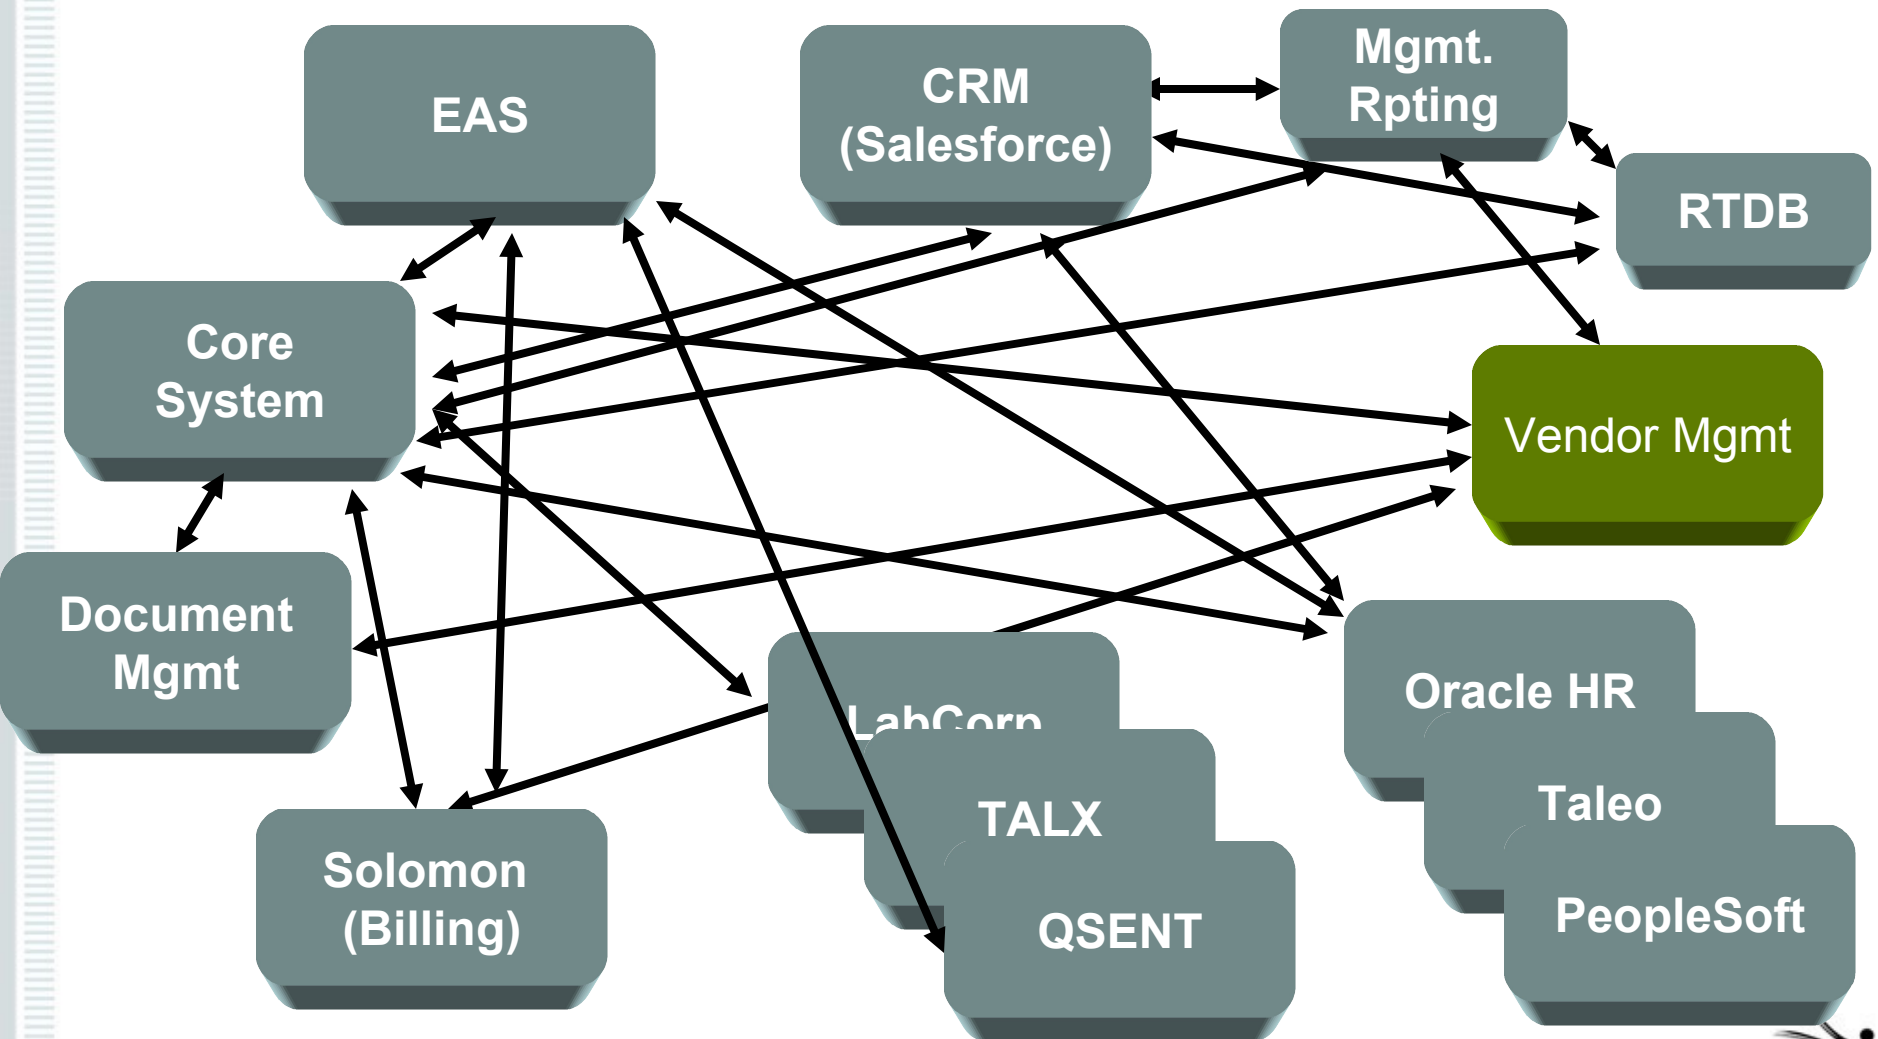 EAS
CRM
(Salesforce)
Mgmt.
Rpting
RTDB
Core
System
Vendor Mgmt
Document
Mgmt
LabCorp
Oracle HR
TALX
Taleo
Solomon
(Billing)
QSENT
PeopleSoft